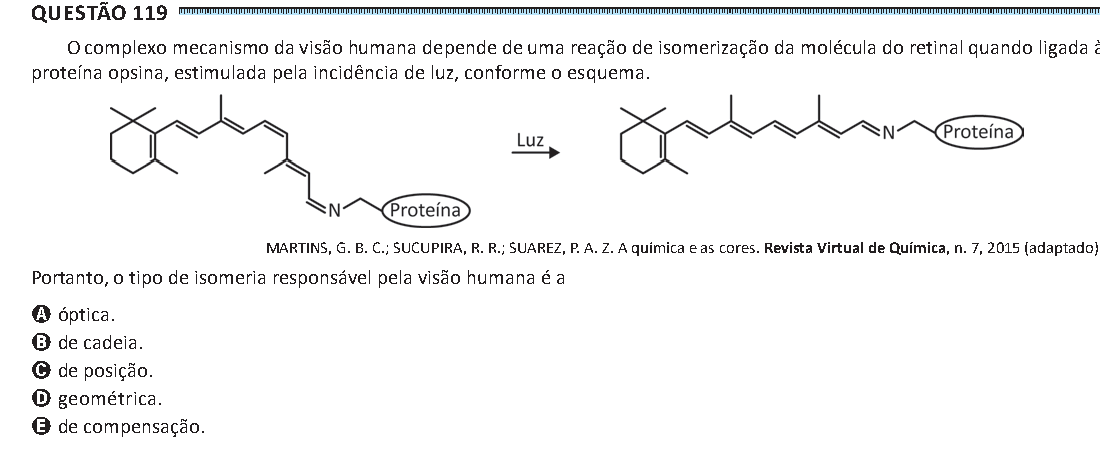 QUESTÃO 119
O complexo mecanismo da visão humana depende de uma reação de isomerização da molécula do retinal quando ligada à
proteína opsina, estimulada pela incidência de luz, conforme o esquema.
Luz
N
Proteína
N
Proteína
MARTINS, G. B. C.; SUCUPIRA, R. R.; SUAREZ, P. A. Z. A química e as cores. Revista Virtual de Química, n. 7, 2015 (adaptado)
Portanto, o tipo de isomeria responsável pela visão humana é a
A óptica.
B de cadeia.
C de posição.
D geométrica.
E de compensação.